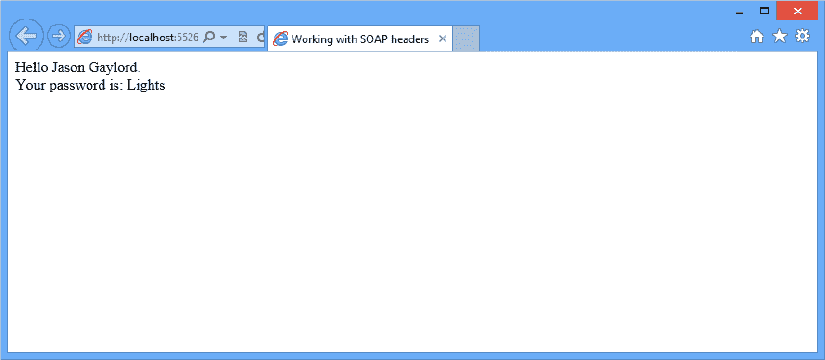 http://localhost:5526
Working with SOAP headers
Hello Jason Gaylord.
Your password is: Lights